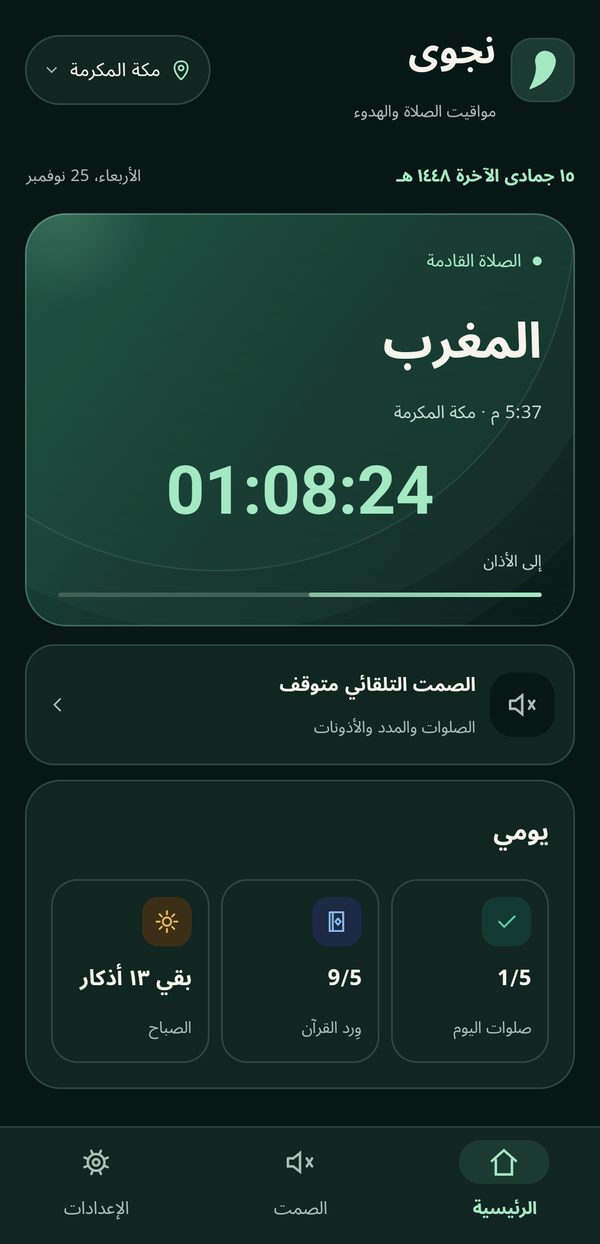 نجوى
مواقيت الصلاة والهدوء
مكة المكرمة
١٥ جمادى الآخرة ١٤٤٨ هـ
الأربعاء، 25 نوفمبر
الصلاة القادمة
المغرب
5:37 م · مكة المكرمة
01:08:24
إلى الأذان
الصمت التلقائي متوقف
الصلوات والمدد والأذونات
يومي
1/5
صلوات اليوم
9/5
وِرد القرآن
بقي ١٣ أذكار
الصباح
الرئيسية
الصمت
الإعدادات